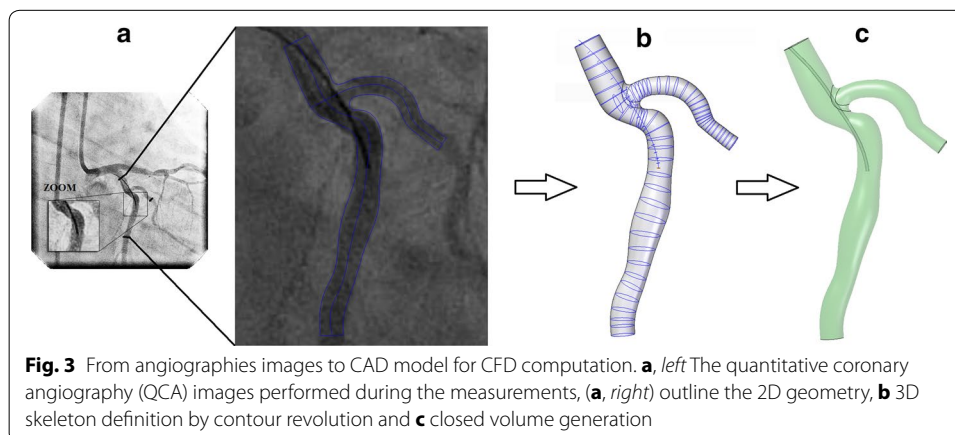 a
b
c
ZOOM
Fig. 3 From angiographies images to CAD model for CFD computation. a, left The quantitative coronary
angiography (QCA) images performed during the measurements, (a, right) outline the 2D geometry, b 3D
skeleton definition by contour revolution and c closed volume generation